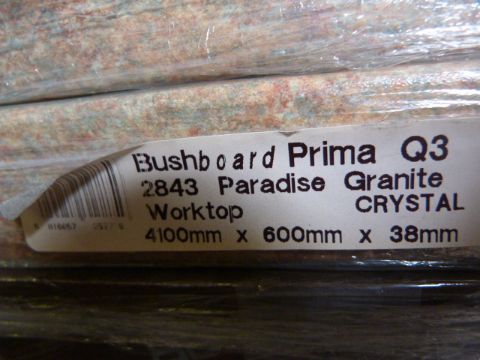 Bushboard Prima Q3
2843 Paradise Granite
Worktop CRYSTAL
4100mm x 600mm x 38mm